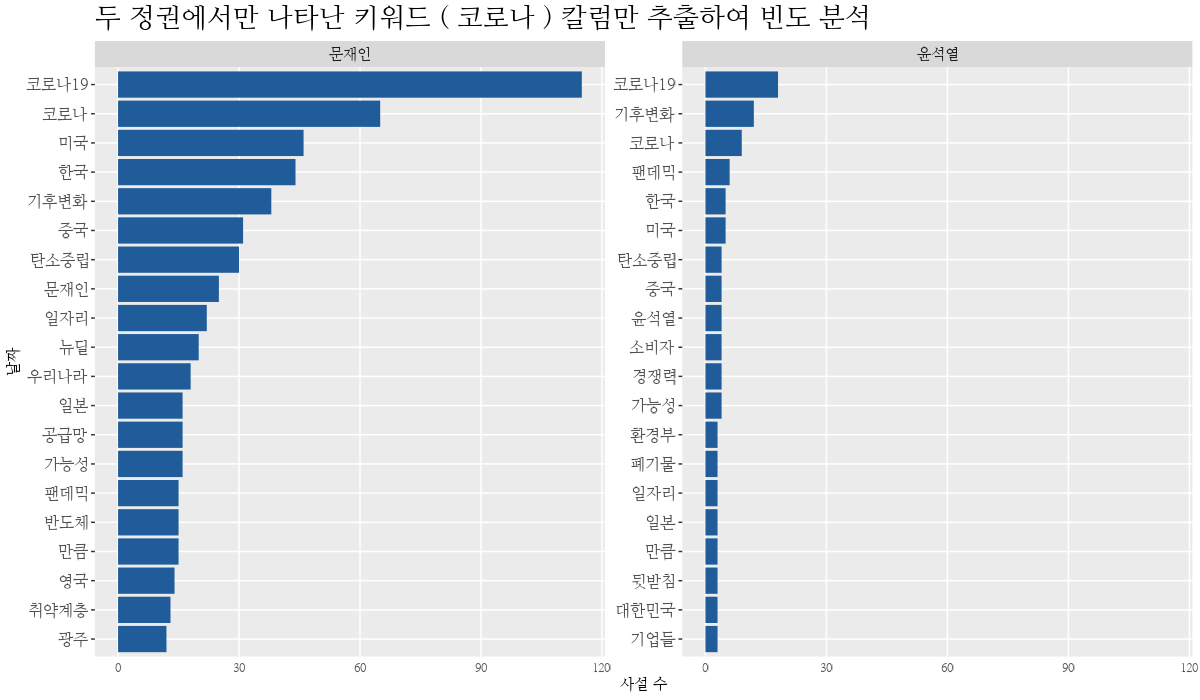 두 정권에서만 나타난 키워드 ( 코로나 ) 칼럼만 추출하여 빈도 분석
문재인
코로나19
코로나
미국
한국
기후변화
중국
탄소중립
문재인
일자리
뉴딜
우리나라
일본
공급망
가능성
팬데믹
반도체
만큼
영국
취약계층
광주
0 30 60 90 120
윤석열
코로나19
기후변화
코로나
팬데믹
한국
미국
탄소중립
중국
윤석열
소비자
경쟁력
가능성
환경부
폐기물
일자리
일본
만큼
뒷받침
대한민국
기업들
0 30 60 90 120
날짜
사설 수